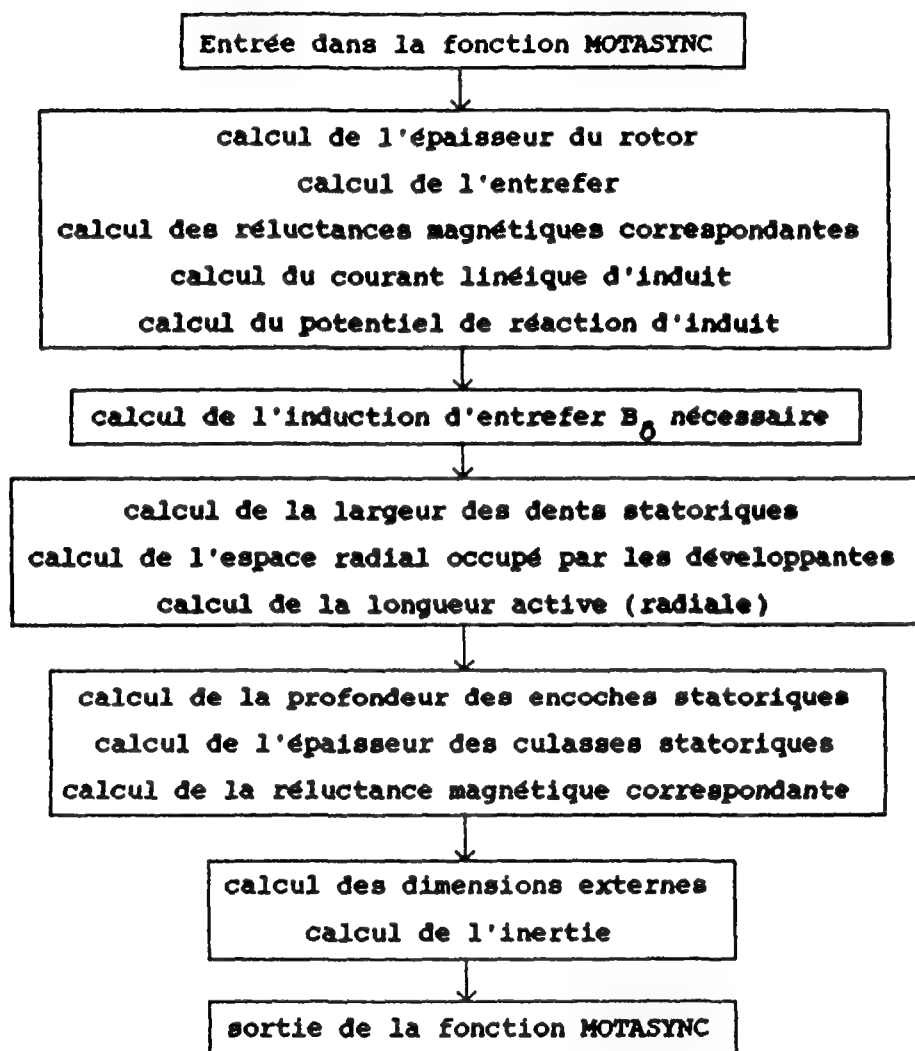 Entrée dans la fonction MOTASYNC
calcul de l'épaisseur du rotor
calcul de l'entrefer
calcul des réluctances magnétiques correspondantes
calcul du courant linéique d'induit
calcul du potentiel de réaction d'induit
calcul de l'induction d'entrefer Bδ nécessaire
calcul de la largeur des dents statoriques
calcul de l'espace radial occupé par les développantes
calcul de la longueur active (radiale)
calcul de la profondeur des encoches statoriques
calcul de l'épaisseur des culasses statoriques
calcul de la réluctance magnétique correspondante
calcul des dimensions externes
calcul de l'inertie
sortie de la fonction MOTASYNC